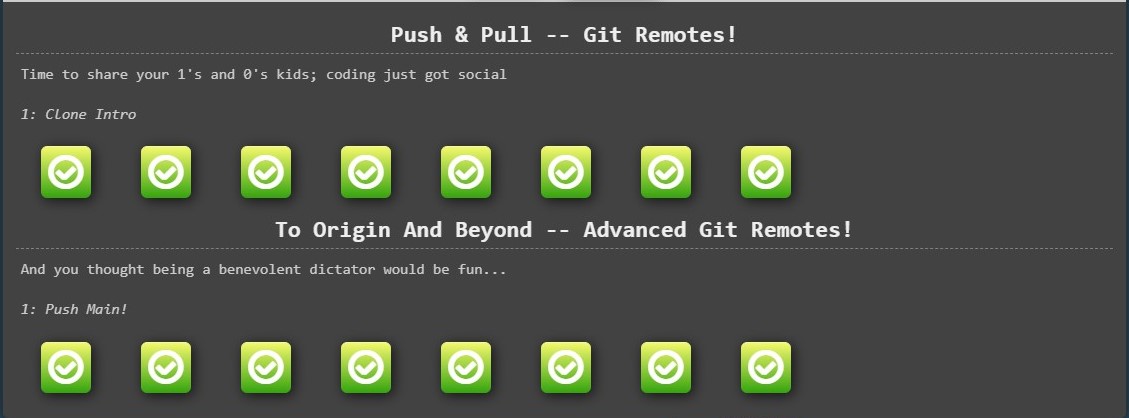 Push & Pull -- Git Remotes!
Time to share your 1's and 0's kids; coding just got social
1: Clone Intro
To Origin And Beyond -- Advanced Git Remotes!
And you thought being a benevolent dictator would be fun...
1: Push Main!